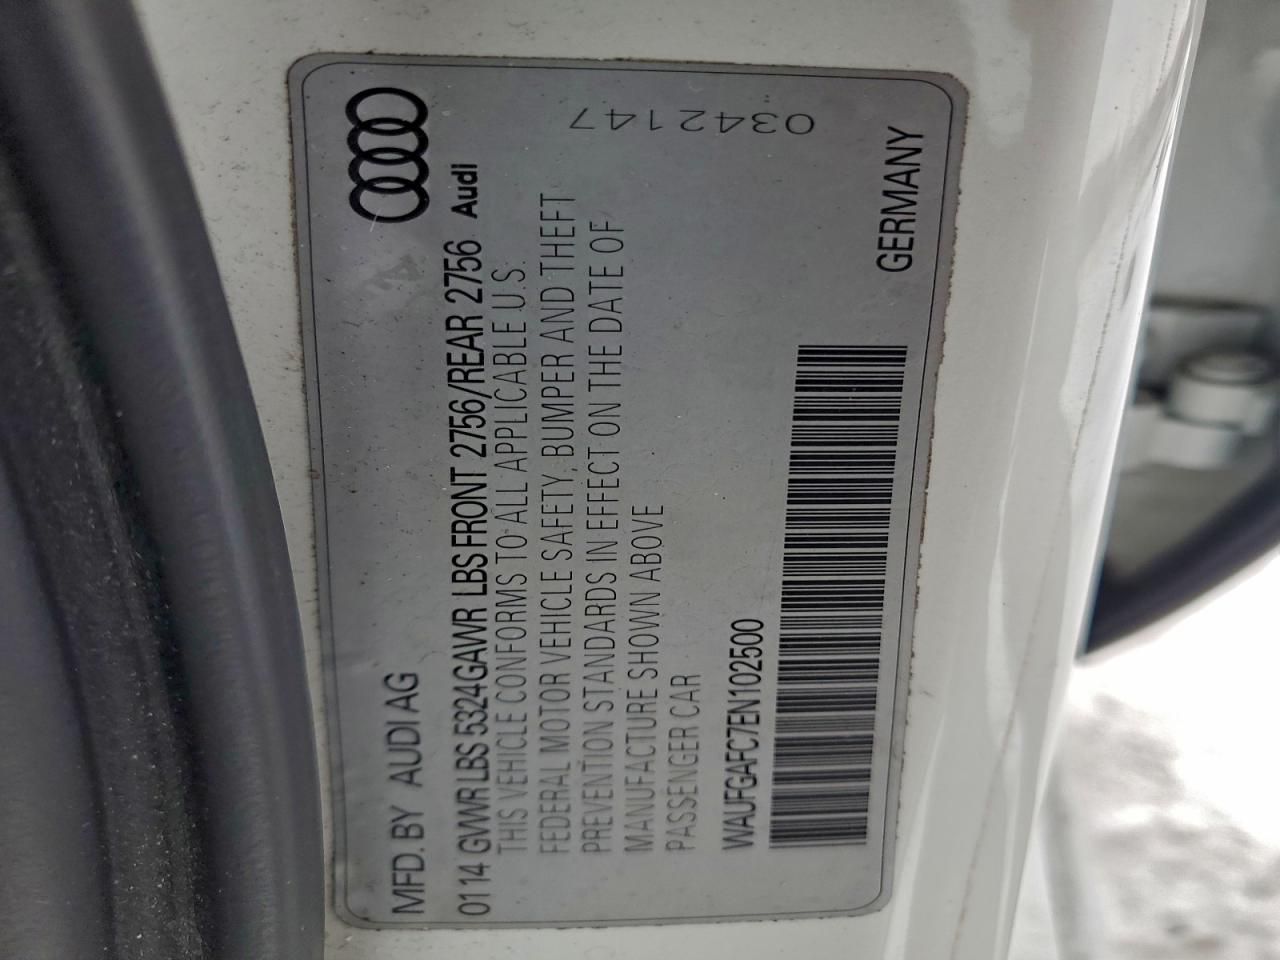 MFD. BY AUDI AG
0114 GVWR LBS 5324 GAWR LBS FRONT 2756/REAR 2756
Audi
THIS VEHICLE CONFORMS TO ALL APPLICABLE U.S.
FEDERAL MOTOR VEHICLE SAFETY, BUMPER AND THEFT
PREVENTION STANDARDS IN EFFECT ON THE DATE OF
MANUFACTURE SHOWN ABOVE
PASSENGER CAR
WAUFGAFC7EN102500
GERMANY
0342147